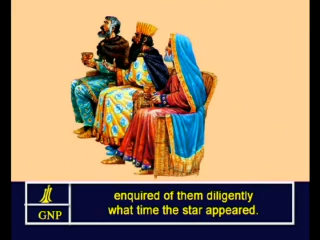 enquired of them diligently
what time the star appeared.
GNP